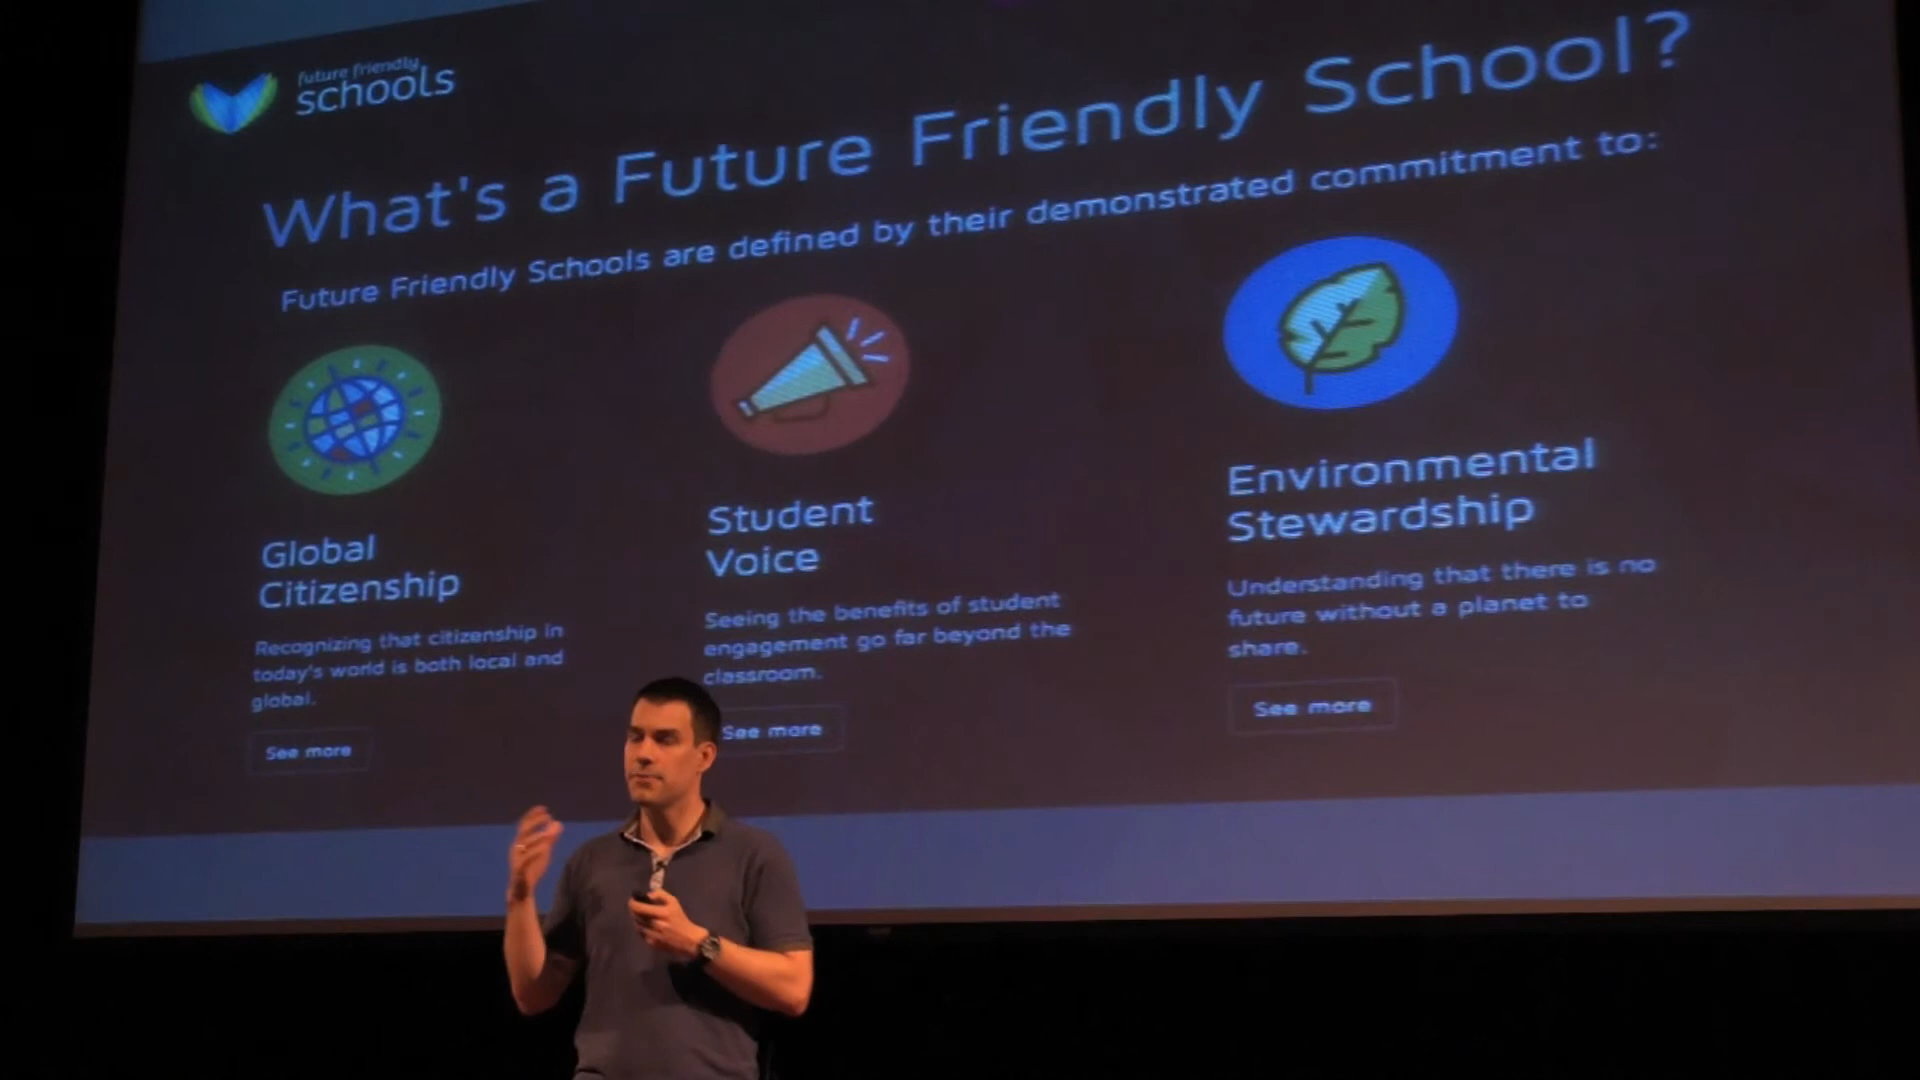 future friendly
schools
What's a Future Friendly School?
Future Friendly Schools are defined by their demonstrated commitment to:
Global
Citizenship
Recognizing that citizenship in
today's world is both local and
global.
See more
Student
Voice
Seeing the benefits of student
engagement go far beyond the
classroom.
See more
Environmental
Stewardship
Understanding that there is no
future without a planet to
share.
See more